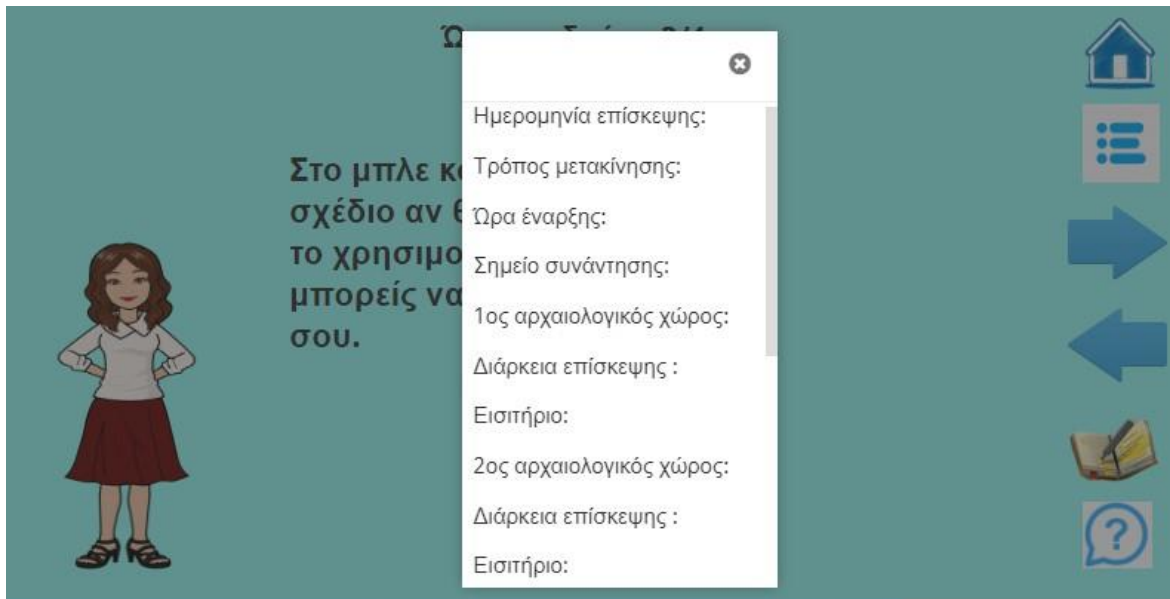 Ημερομηνία επίσκεψης:
Στο μπλε
Τρόπος μετακίνησης:
σχέδιο αν
Ώρα έναρξης:
το
Σημείο συνάντησης:
μπορείς να
1ος αρχαιολογικός χώρος:
σου.
Διάρκεια επίσκεψης :
Εισιτήριο:
2ος αρχαιολογικός χώρος:
Διάρκεια επίσκεψης :
Εισιτήριο:
?